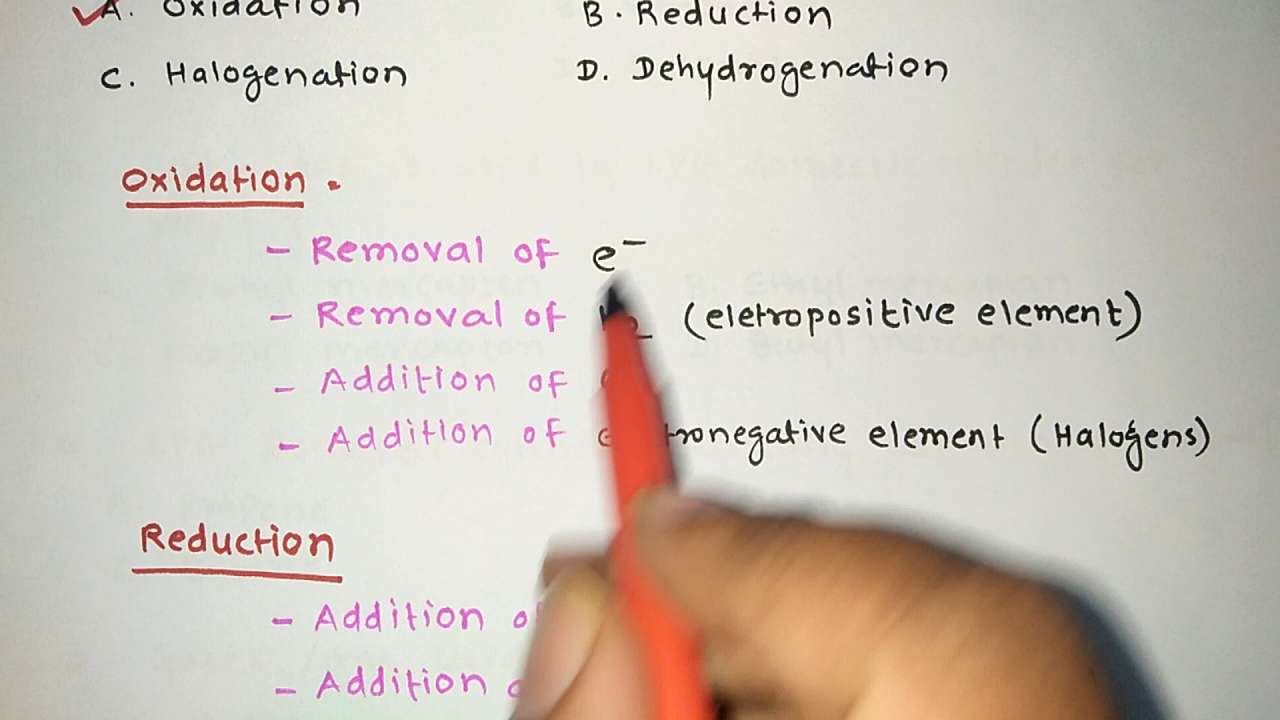 A. Oxidation B. Reduction
C. Halogenation D. Dehydrogenation
Oxidation.
- Removal of e⁻
- Removal of (eletropositive element)
- Addition of
- Addition of element (Halogens)
Reduction
- Addition
- Addition